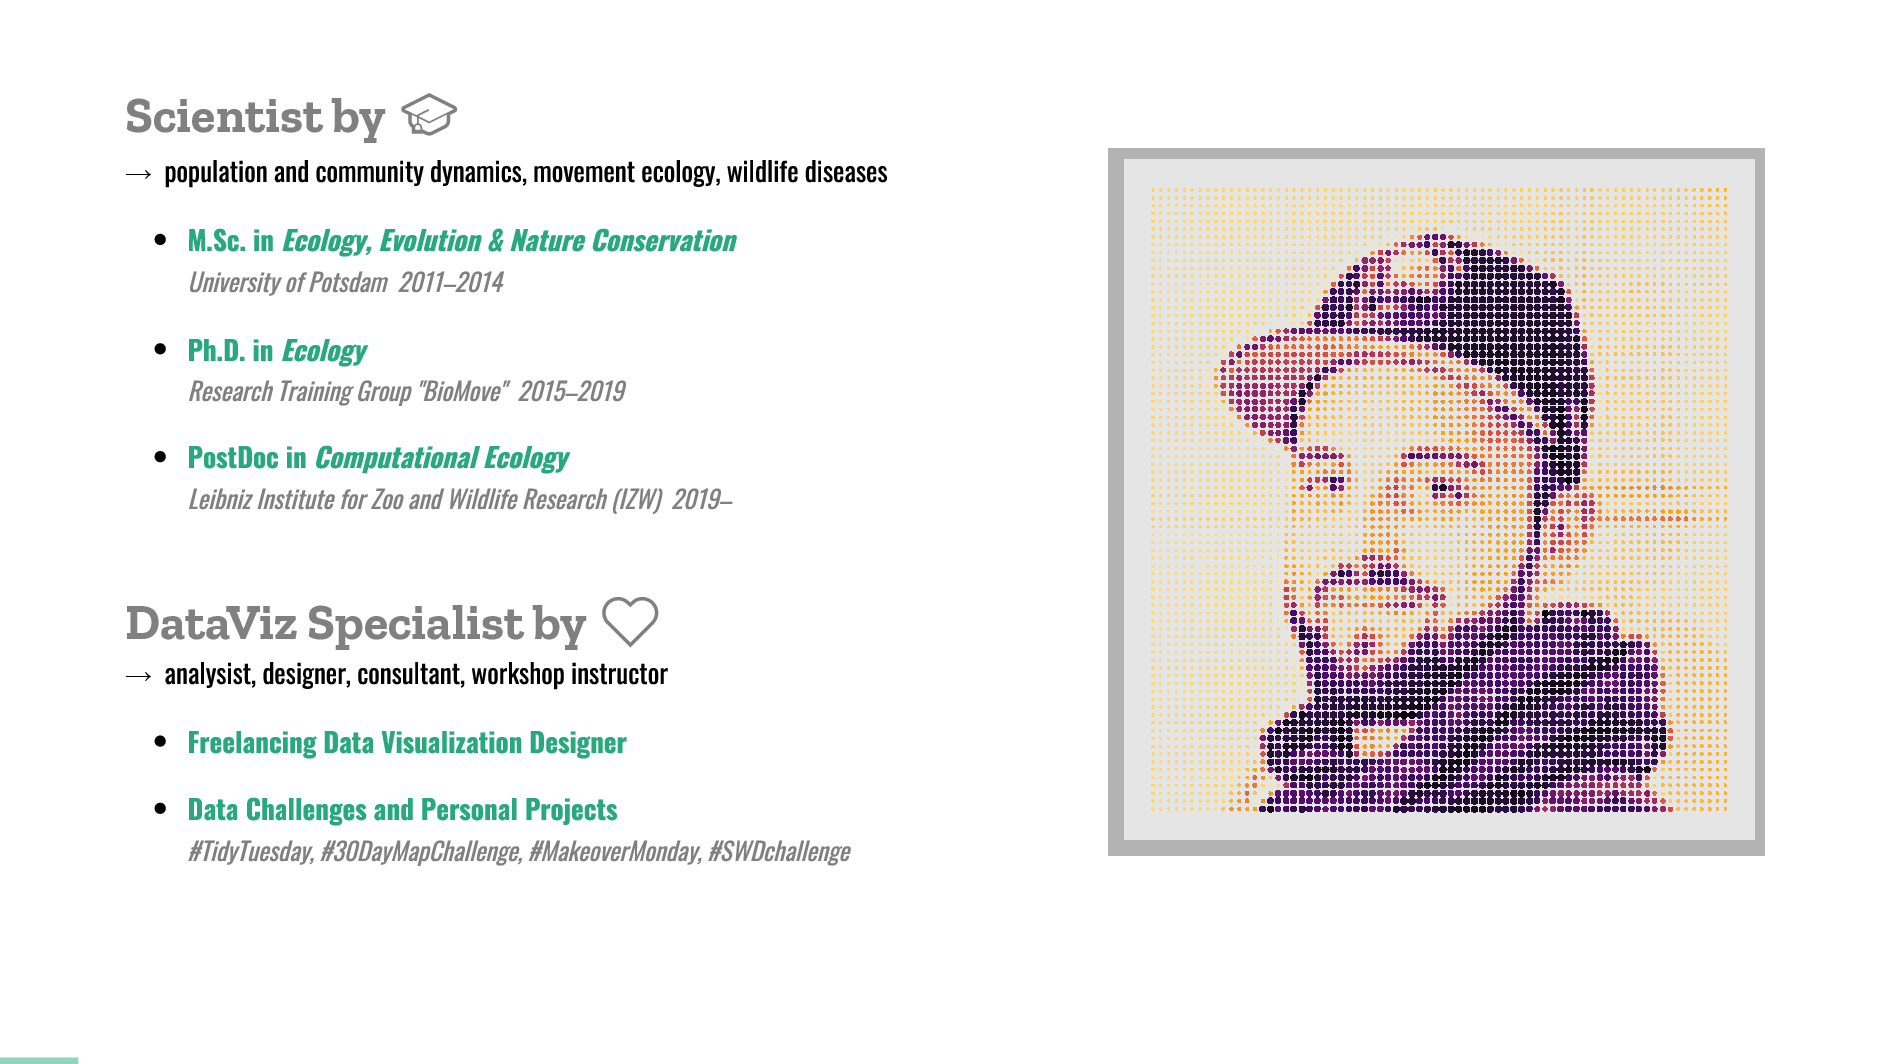 Scientist by
→ population and community dynamics, movement ecology, wildlife diseases
• M.Sc. in Ecology, Evolution & Nature Conservation
University of Potsdam 2011–2014
• Ph.D. in Ecology
Research Training Group "BioMove" 2015–2019
• PostDoc in Computational Ecology
Leibniz Institute for Zoo and Wildlife Research (IZW) 2019–
DataViz Specialist by
→ analysist, designer, consultant, workshop instructor
• Freelancing Data Visualization Designer
• Data Challenges and Personal Projects
#TidyTuesday, #30DayMapChallenge, #MakeoverMonday, #SWDchallenge